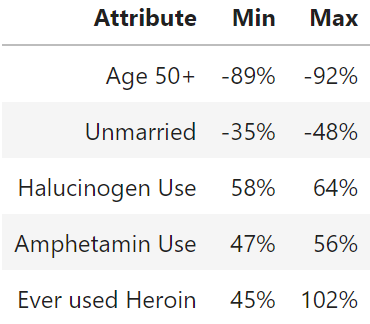 Attribute Min Max
Age 50+ -89% -92%
Unmarried -35% -48%
Halucinogen Use 58% 64%
Amphetamin Use 47% 56%
Ever used Heroin 45% 102%